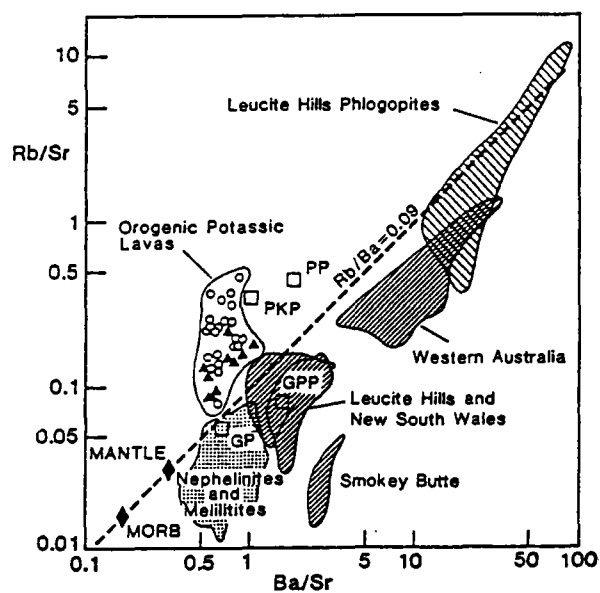 10
5
Rb/Sr
1
0.5
0.1
0.05
0.01
0.1
0.5
1
5
10
50
100
Ba/Sr
Leucite Hills Phlogopites
Rb/Ba=0.09
Orogenic Potassic
Lavas
PP
PKP
Western Australia
GPP
Leucite Hills and
New South Wales
GP
MANTLE
Nephelinites
and
Melilitites
Smokey Butte
MORB